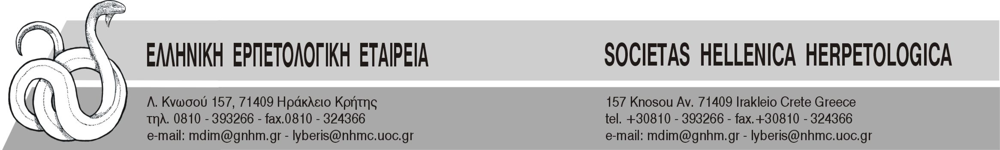 ΕΛΛΗΝΙΚΗ ΕΡΠΕΤΟΛΟΓΙΚΗ ΕΤΑΙΡΕΙΑ
Λ. Κνωσού 157, 71409 Ηράκλειο Κρήτης
τηλ. 0810 - 393266 - fax.0810 - 324366
e-mail: mdim@gnhm.gr - lyberis@nhmc.uoc.gr
SOCIETAS HELLENICA HERPETOLOGICA
157 Knosou Av. 71409 Irakleio Crete Greece
tel. +30810 - 393266 - fax.+30810 - 324366
e-mail: mdim@gnhm.gr - lyberis@nhmc.uoc.gr